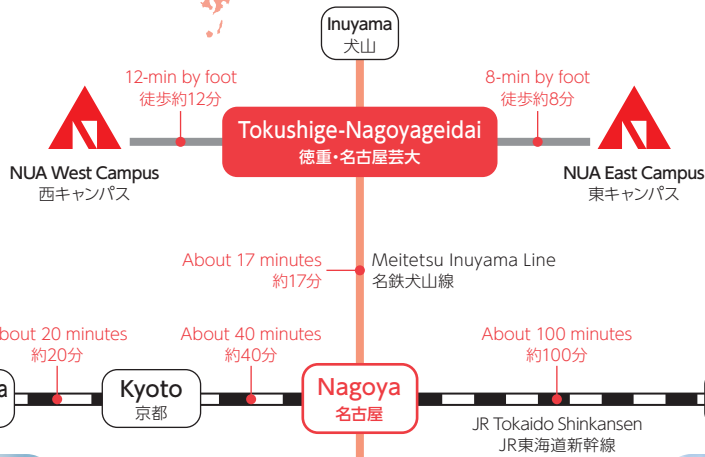 Inuyama
犬山
12-min by foot
徒歩約12分
8-min by foot
徒歩約8分
Tokushige-Nagoyageidai
徳重・名古屋芸大
NUA West Campus
西キャンパス
NUA East Campus
東キャンパス
About 17 minutes
約17分
Meitetsu Inuyama Line
名鉄犬山線
bout 20 minutes
約20分
About 40 minutes
約40分
About 100 minutes
約100分
a
Kyoto
京都
Nagoya
名古屋
JR Tokaido Shinkansen
JR東海道新幹線